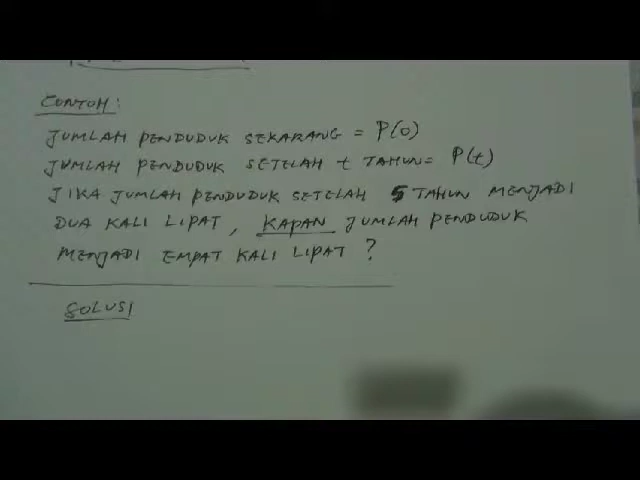 CONTOH:
JUMLAH PENDUDUK SEKARANG = P(0)
JUMLAH PENDUDUK SETELAH t TAHUN = P(t)
JIKA JUMLAH PENDUDUK SETELAH 5 TAHUN MENJADI
DUA KALI LIPAT, KAPAN JUMLAH PENDUDUK
MENJADI EMPAT KALI LIPAT ?
SOLUSI